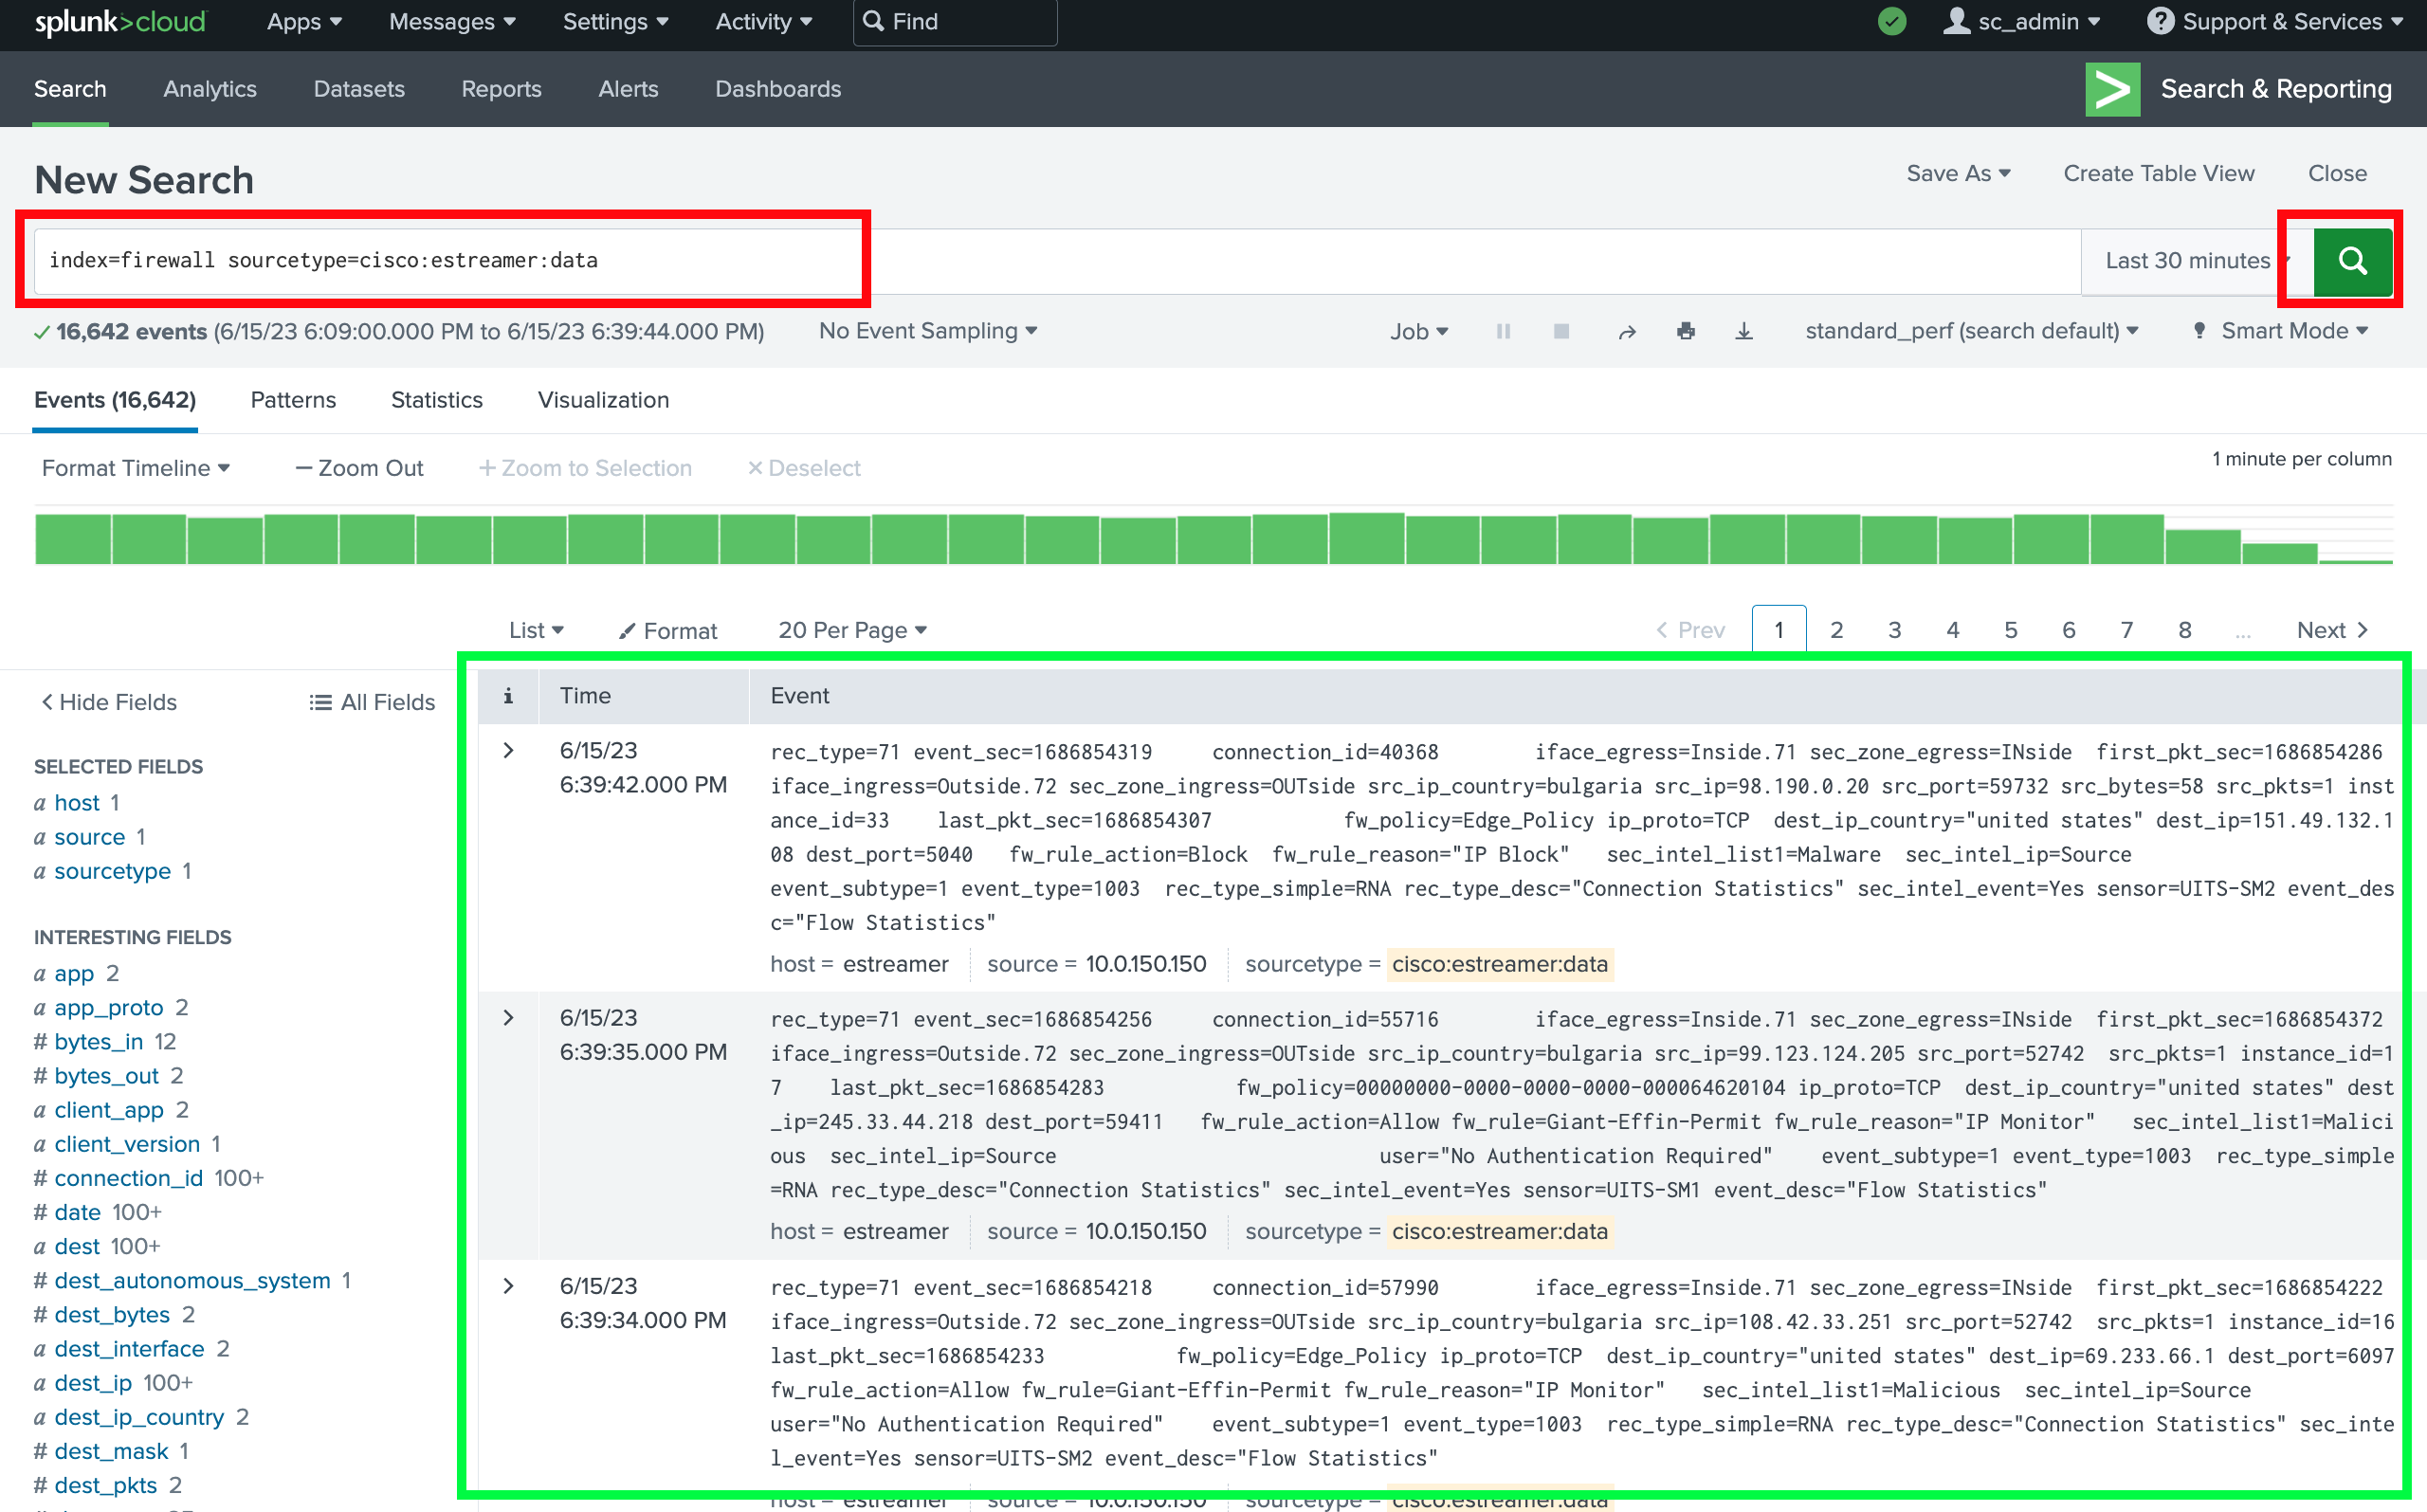 splunk>cloud Apps Messages Settings Activity Find sc_admin Support & Services
Search Analytics Datasets Reports Alerts Dashboards Search & Reporting
New Search Save As Create Table View Close
index=firewall sourcetype=cisco:estreamer:data Last 30 minutes
16,642 events (6/15/23 6:09:00.000 PM to 6/15/23 6:39:44.000 PM) No Event Sampling Job standard_perf (search default) Smart Mode
Events (16,642) Patterns Statistics Visualization
Format Timeline — Zoom Out + Zoom to Selection × Deselect 1 minute per column
List Format 20 Per Page < Prev 1 2 3 4 5 6 7 8 ... Next >
< Hide Fields All Fields
SELECTED FIELDS
a host 1
a source 1
a sourcetype 1
INTERESTING FIELDS
a app 2
a app_proto 2
# bytes_in 12
# bytes_out 2
a client_app 2
a client_version 1
# connection_id 100+
# date 100+
a dest 100+
# dest_autonomous_system 1
# dest_bytes 2
a dest_interface 2
a dest_ip 100+
a dest_ip_country 2
# dest_mask 1
# dest_pkts 2
i Time Event
> 6/15/23
6:39:42.000 PM
rec_type=71 event_sec=1686854319 connection_id=40368 iface_egress=Inside.71 sec_zone_egress=INside first_pkt_sec=1686854286
iface_ingress=Outside.72 sec_zone_ingress=OUTside src_ip_country=bulgaria src_ip=98.190.0.20 src_port=59732 src_bytes=58 src_pkts=1 inst
ance_id=33 last_pkt_sec=1686854307 fw_policy=Edge_Policy ip_proto=TCP dest_ip_country="united states" dest_ip=151.49.132.1
08 dest_port=5040 fw_rule_action=Block fw_rule_reason="IP Block" sec_intel_list1=Malware sec_intel_ip=Source
event_subtype=1 event_type=1003 rec_type_simple=RNA rec_type_desc="Connection Statistics" sec_intel_event=Yes sensor=UITS-SM2 event_des
c="Flow Statistics"
host = estreamer source = 10.0.150.150 sourcetype = cisco:estreamer:data
> 6/15/23
6:39:35.000 PM
rec_type=71 event_sec=1686854256 connection_id=55716 iface_egress=Inside.71 sec_zone_egress=INside first_pkt_sec=1686854372
iface_ingress=Outside.72 sec_zone_ingress=OUTside src_ip_country=bulgaria src_ip=99.123.124.205 src_port=52742 src_pkts=1 instance_id=1
7 last_pkt_sec=1686854283 fw_policy=00000000-0000-0000-0000-000064620104 ip_proto=TCP dest_ip_country="united states" dest
_ip=245.33.44.218 dest_port=59411 fw_rule_action=Allow fw_rule=Giant-Effin-Permit fw_rule_reason="IP Monitor" sec_intel_list1=Malici
ous sec_intel_ip=Source user="No Authentication Required" event_subtype=1 event_type=1003 rec_type_simple
=RNA rec_type_desc="Connection Statistics" sec_intel_event=Yes sensor=UITS-SM1 event_desc="Flow Statistics"
host = estreamer source = 10.0.150.150 sourcetype = cisco:estreamer:data
> 6/15/23
6:39:34.000 PM
rec_type=71 event_sec=1686854218 connection_id=57990 iface_egress=Inside.71 sec_zone_egress=INside first_pkt_sec=1686854222
iface_ingress=Outside.72 sec_zone_ingress=OUTside src_ip_country=bulgaria src_ip=108.42.33.251 src_port=52742 src_pkts=1 instance_id=16
last_pkt_sec=1686854233 fw_policy=Edge_Policy ip_proto=TCP dest_ip_country="united states" dest_ip=69.233.66.1 dest_port=6097
fw_rule_action=Allow fw_rule=Giant-Effin-Permit fw_rule_reason="IP Monitor" sec_intel_list1=Malicious sec_intel_ip=Source
user="No Authentication Required" event_subtype=1 event_type=1003 rec_type_simple=RNA rec_type_desc="Connection Statistics" sec_inte
l_event=Yes sensor=UITS-SM2 event_desc="Flow Statistics"
host = estreamer source = 10.0.150.150 sourcetype = cisco:estreamer:data